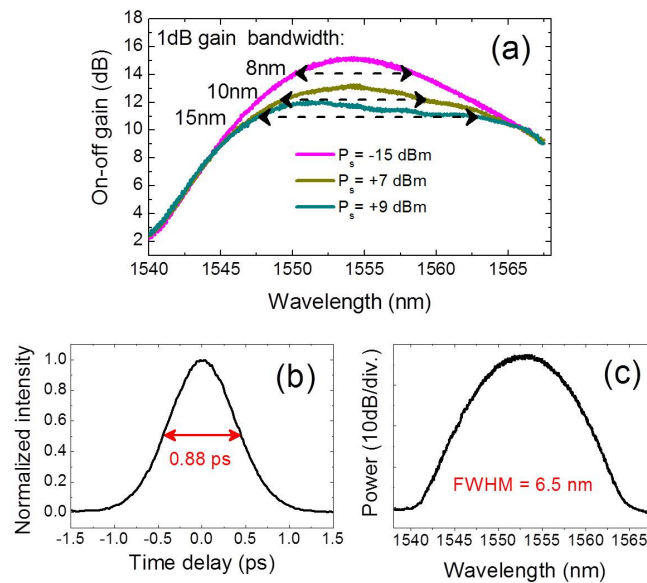 18
16
14
12
10
8
6
4
2
On-off gain (dB)
1dB gain bandwidth:
(a)
8nm
10nm
15nm
P_s = -15 dBm
P_s = +7 dBm
P_s = +9 dBm
1540 1545 1550 1555 1560 1565
Wavelength (nm)
Normalized intensity
1.0
0.8
0.6
0.4
0.2
0.0
(b)
0.88 ps
-1.5 -1.0 -0.5 0.0 0.5 1.0 1.5
Time delay (ps)
Power (10dB/div.)
(c)
FWHM = 6.5 nm
1540 1545 1550 1555 1560 1565
Wavelength (nm)